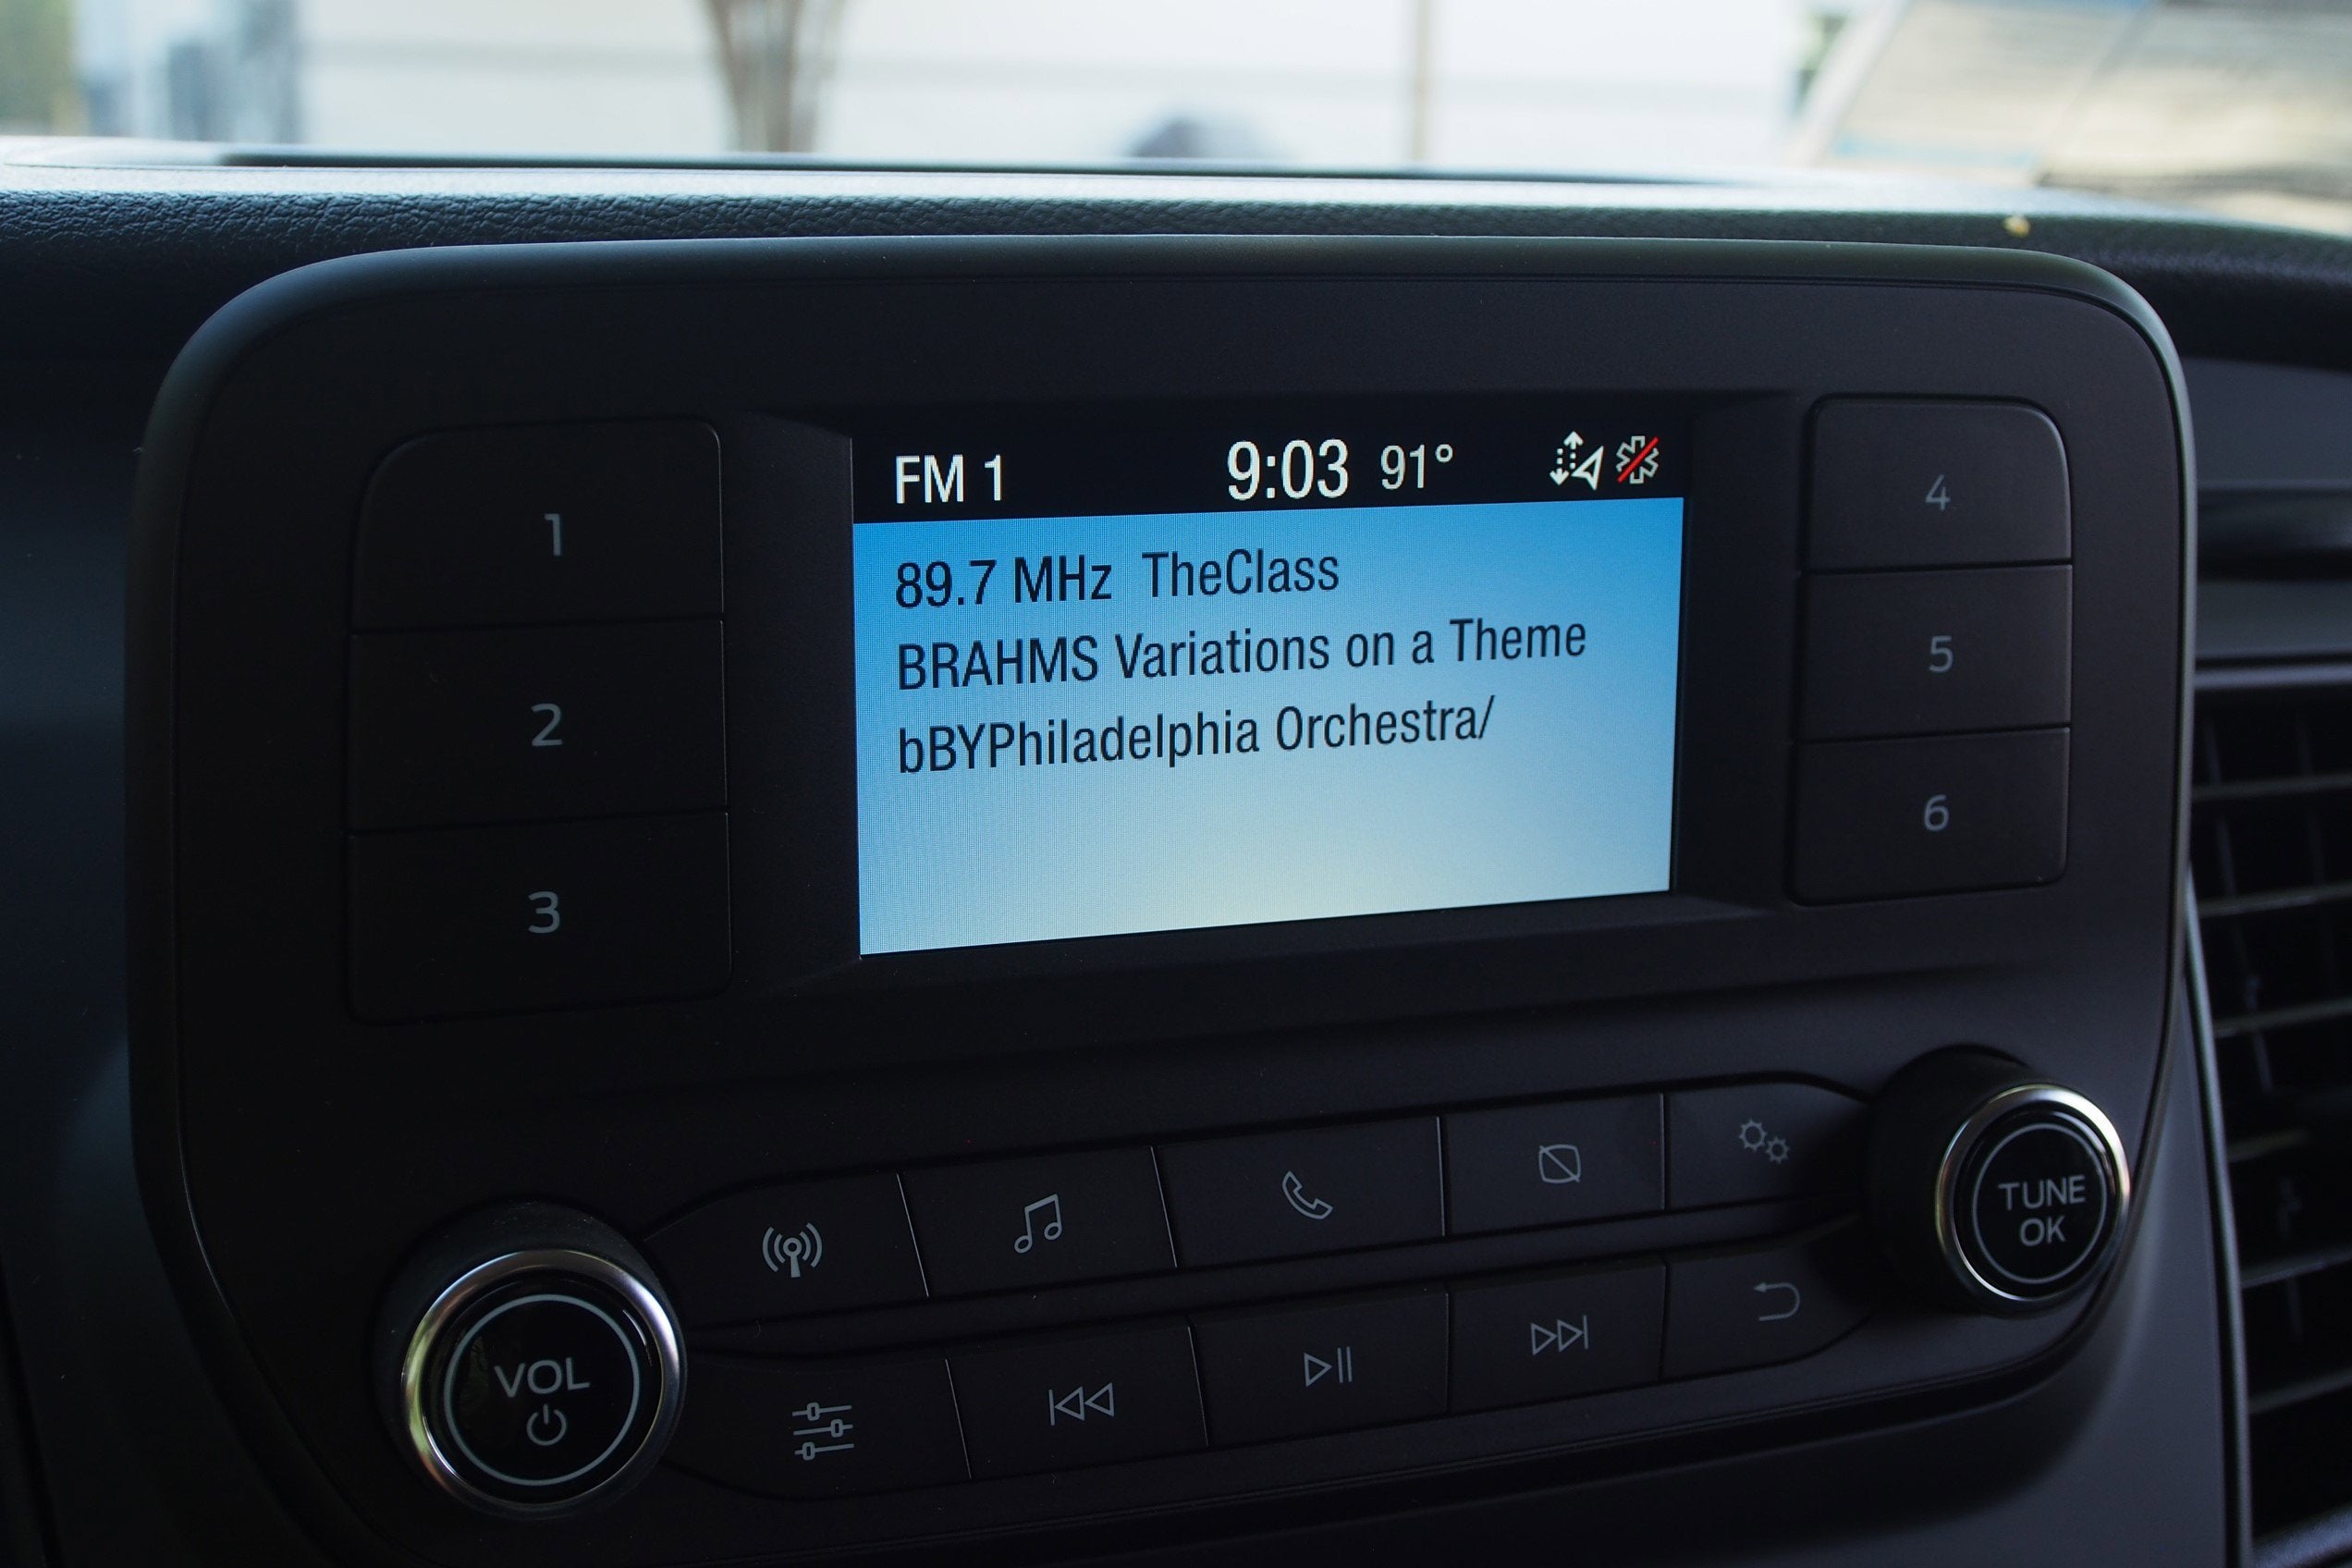 FM 1 9:03 91°
89.7 MHz TheClass
BRAHMS Variations on a Theme
bBYPhiladelphia Orchestra/
1
2
3
4
5
6
VOL
TUNE
OK